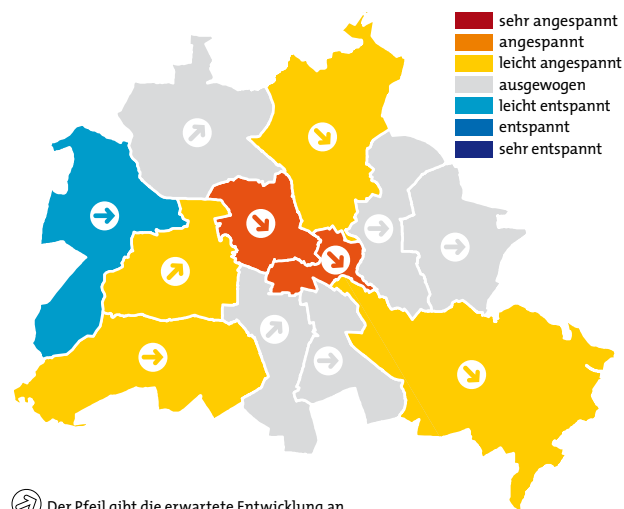 sehr angespannt
angespannt
leicht angespannt
ausgewogen
leicht entspannt
entspannt
sehr entspannt
Der Pfeil gibt die erwartete Entwicklung an